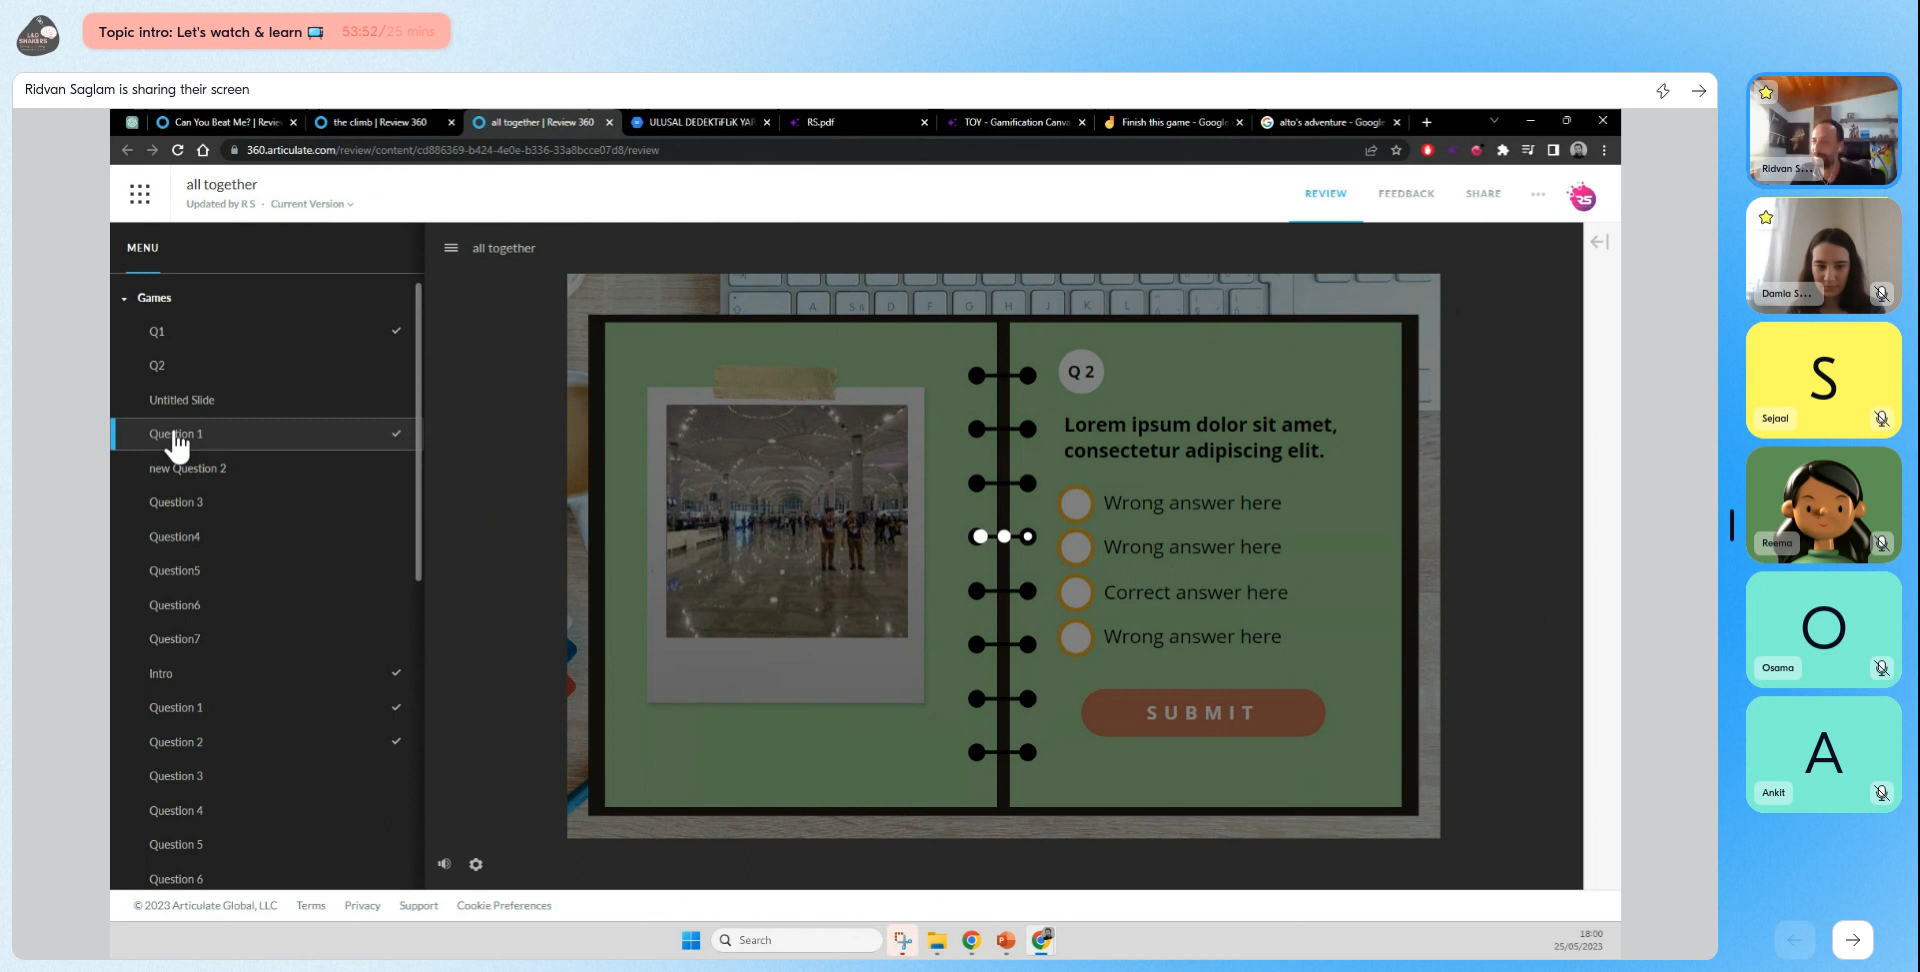 L&D
SHAKERS
Topic intro: Let's watch & learn 53:52/25 mins
Ridvan Saglam is sharing their screen
Can You Beat Me? | Revie
the climb | Review 360
all together | Review 360
ULUSAL DEDEKTİFLİK YAP
RS.pdf
TOY - Gamification Canva
Finish this game - Google
alto's adventure - Google
360.articulate.com/review/content/cd886369-b424-4e0e-b336-33a8bcce07d8/review
all together
Updated by R S · Current Version
REVIEW
FEEDBACK
SHARE
RS
MENU
all together
Games
Q1
Q2
Untitled Slide
Question 1
new Question 2
Question 3
Question4
Question5
Question6
Question7
Intro
Question 1
Question 2
Question 3
Question 4
Question 5
Question 6
A S D F G H J K L
Q 2
Lorem ipsum dolor sit amet,
consectetur adipiscing elit.
Wrong answer here
Wrong answer here
Correct answer here
Wrong answer here
SUBMIT
© 2023 Articulate Global, LLC Terms Privacy Support Cookie Preferences
Search
18:00
25/05/2023
Ridvan S...
Damla S...
S
Sejaal
Reema
O
Osama
A
Ankit